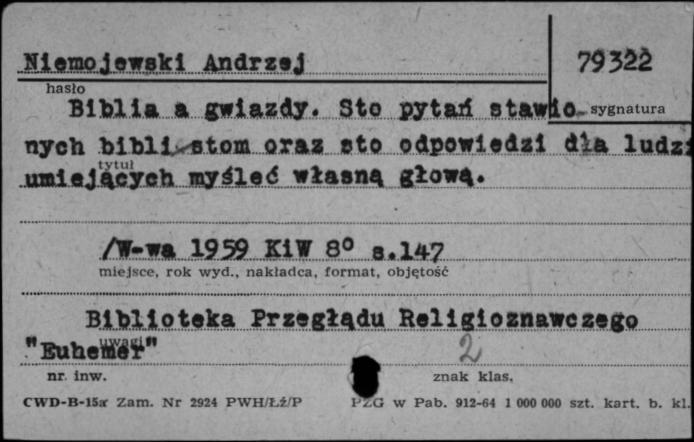 Niemojewski Andrzej
79322
hasło
Biblia a gwiazdy. Sto pytań stawio-
sygnatura
nych biblistom oraz sto odpowiedzi dla ludzi
tytuł
umiejących myśleć własną głową.
/W-wa 1959 KiW 8° s.147
miejsce, rok wyd., nakładca, format, objętość
Biblioteka Przeglądu Religioznawczego
"Euhemer"
uwagi
2
nr. inw.
znak klas.
CWD-B-15a Zam. Nr 2924 PWH/Łź/P
PZG w Pab. 912-64 1 000 000 szt. kart. b. kl.